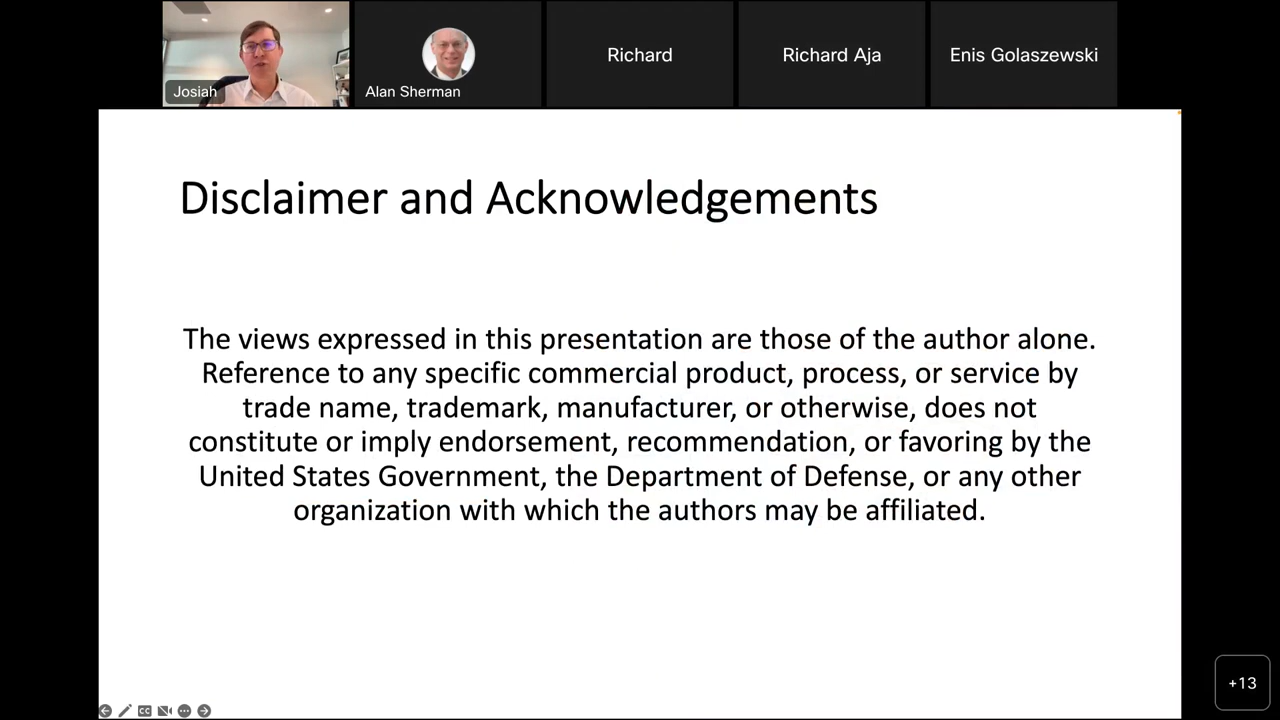 Josiah
Alan Sherman
Richard
Richard Aja
Enis Golaszewski
Disclaimer and Acknowledgements
The views expressed in this presentation are those of the author alone.
Reference to any specific commercial product, process, or service by
trade name, trademark, manufacturer, or otherwise, does not
constitute or imply endorsement, recommendation, or favoring by the
United States Government, the Department of Defense, or any other
organization with which the authors may be affiliated.
CC
+13